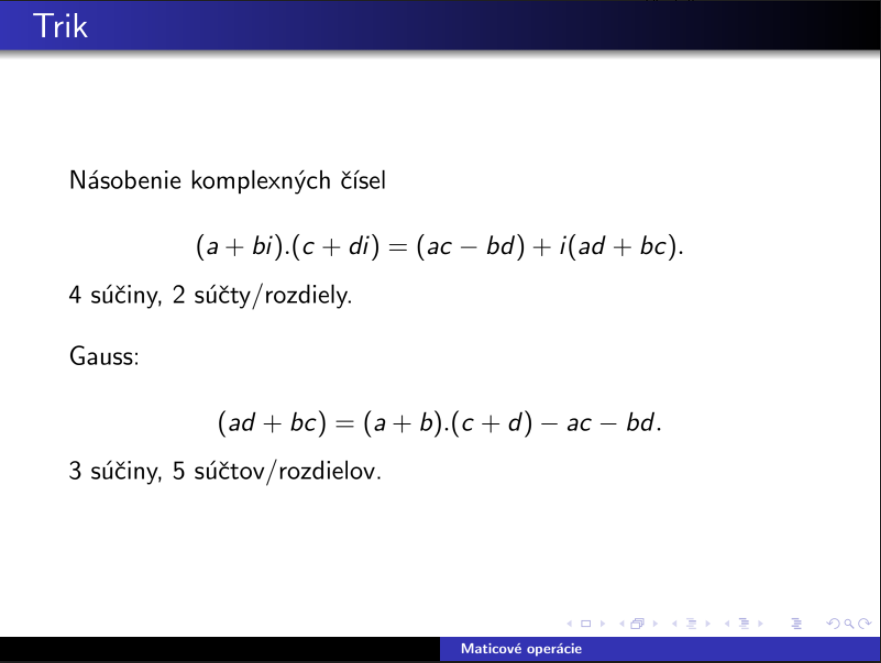 Trik
Násobenie komplexných čísel
(a + bi).(c + di) = (ac − bd) + i(ad + bc).
4 súčiny, 2 súčty/rozdiely.
Gauss:
(ad + bc) = (a + b).(c + d) − ac − bd.
3 súčiny, 5 súčtov/rozdielov.
Maticové operácie